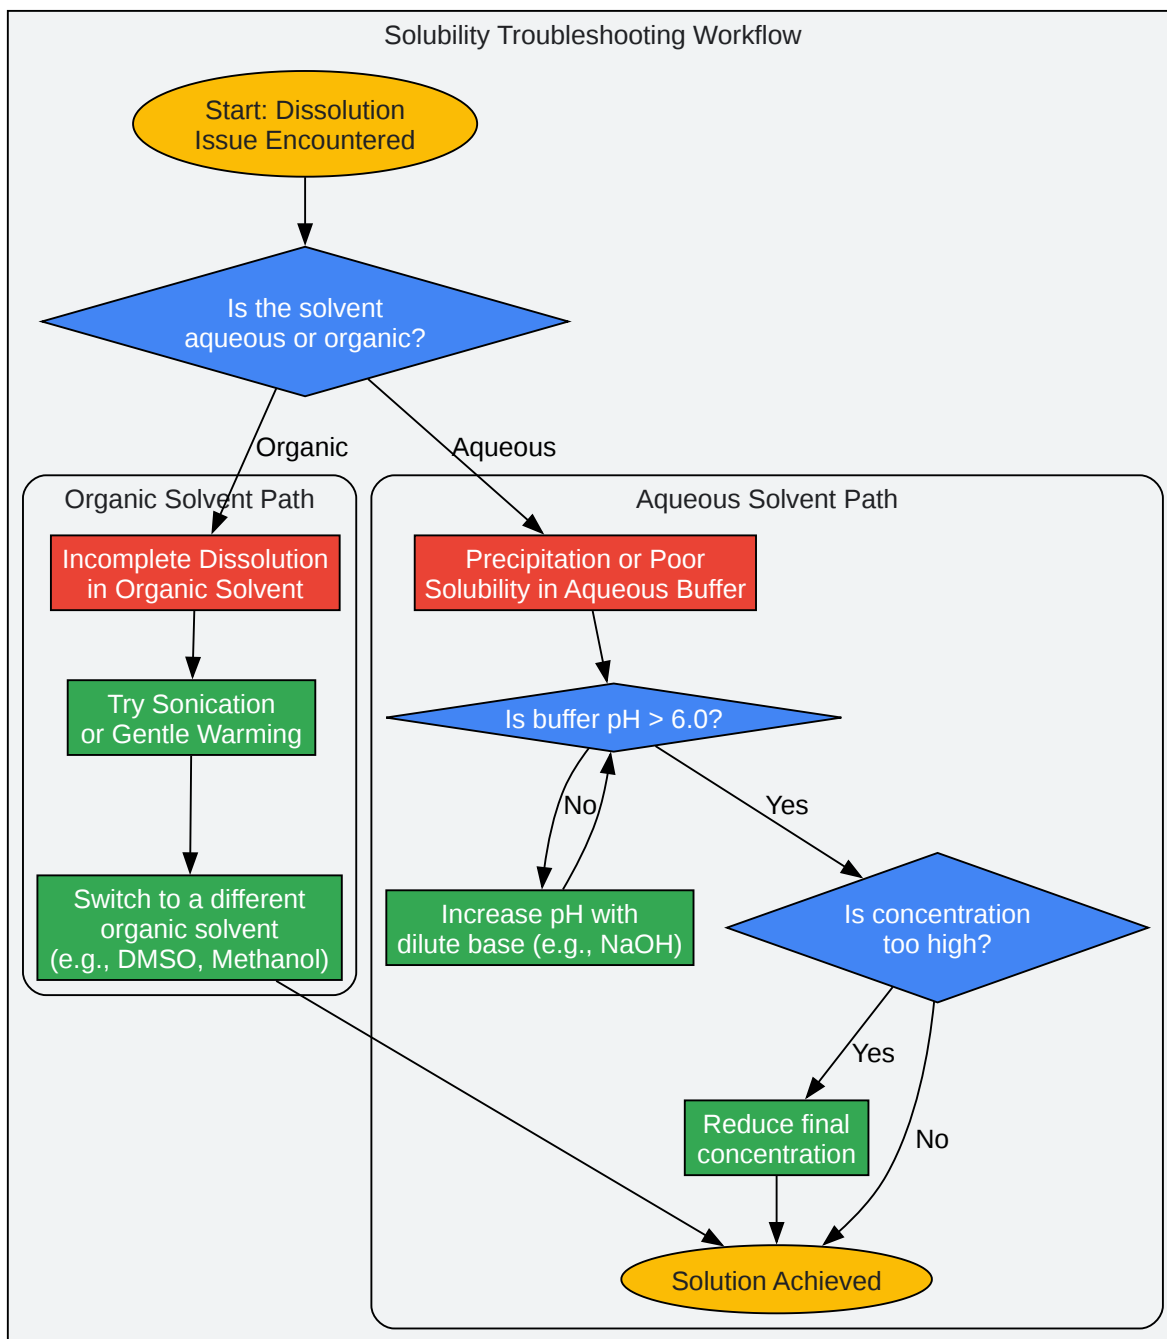 Solubility Troubleshooting Workflow
Start: Dissolution
Issue Encountered
Is the solvent
aqueous or organic?
Organic
Aqueous
Organic Solvent Path
Incomplete Dissolution
in Organic Solvent
Try Sonication
or Gentle Warming
Switch to a different
organic solvent
(e.g., DMSO, Methanol)
Aqueous Solvent Path
Precipitation or Poor
Solubility in Aqueous Buffer
Is buffer pH > 6.0?
No
Yes
Increase pH with
dilute base (e.g., NaOH)
Is concentration
too high?
Yes
No
Reduce final
concentration
Solution Achieved